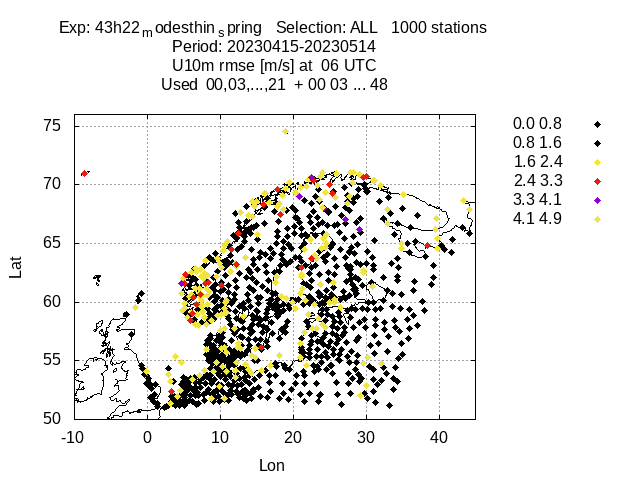 Exp: 43h22modesthinspring Selection: ALL 1000 stations
Period: 20230415-20230514
U10m rmse [m/s] at 06 UTC
Used 00,03,...,21 + 00 03 ... 48
75
70
65
60
55
50
-10 0 10 20 30 40
Lat
Lon
0.0 0.8
0.8 1.6
1.6 2.4
2.4 3.3
3.3 4.1
4.1 4.9